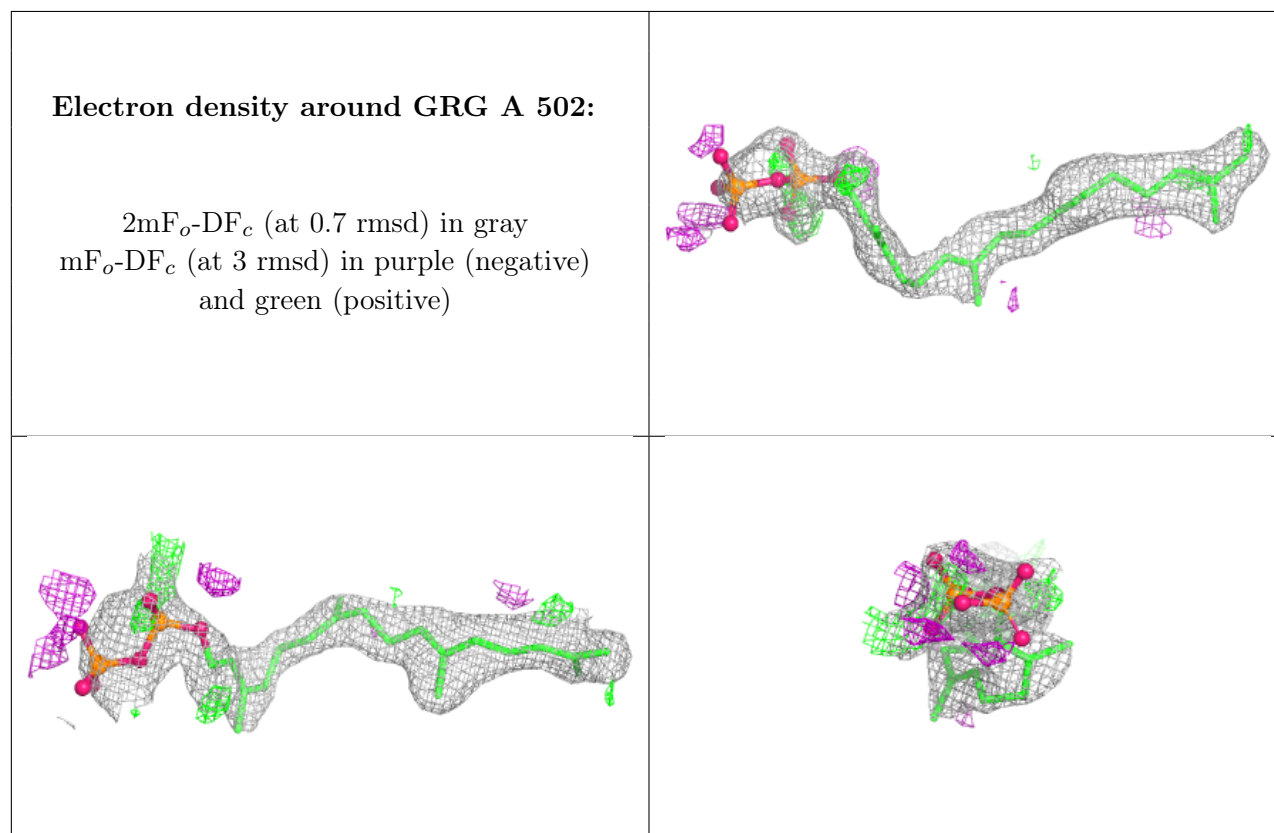 Electron density around GRG A 502:
2mFo-DFc (at 0.7 rmsd) in gray
mFo-DFc (at 3 rmsd) in purple (negative)
and green (positive)